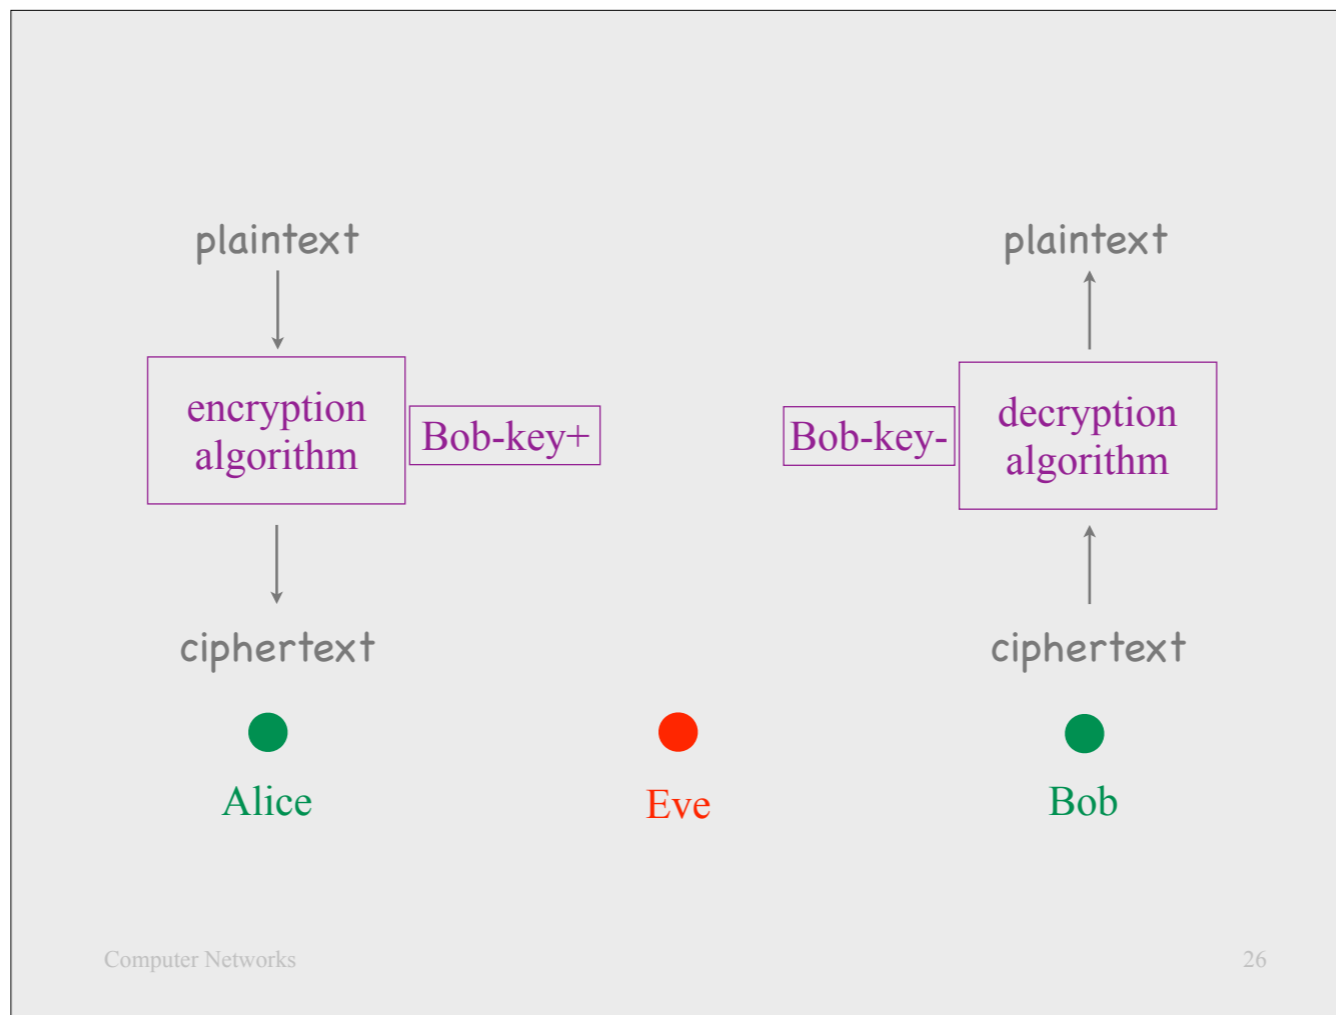 plaintext
plaintext
encryption
algorithm
Bob-key+
Bob-key-
decryption
algorithm
ciphertext
ciphertext
Alice
Eve
Bob
Computer Networks
26